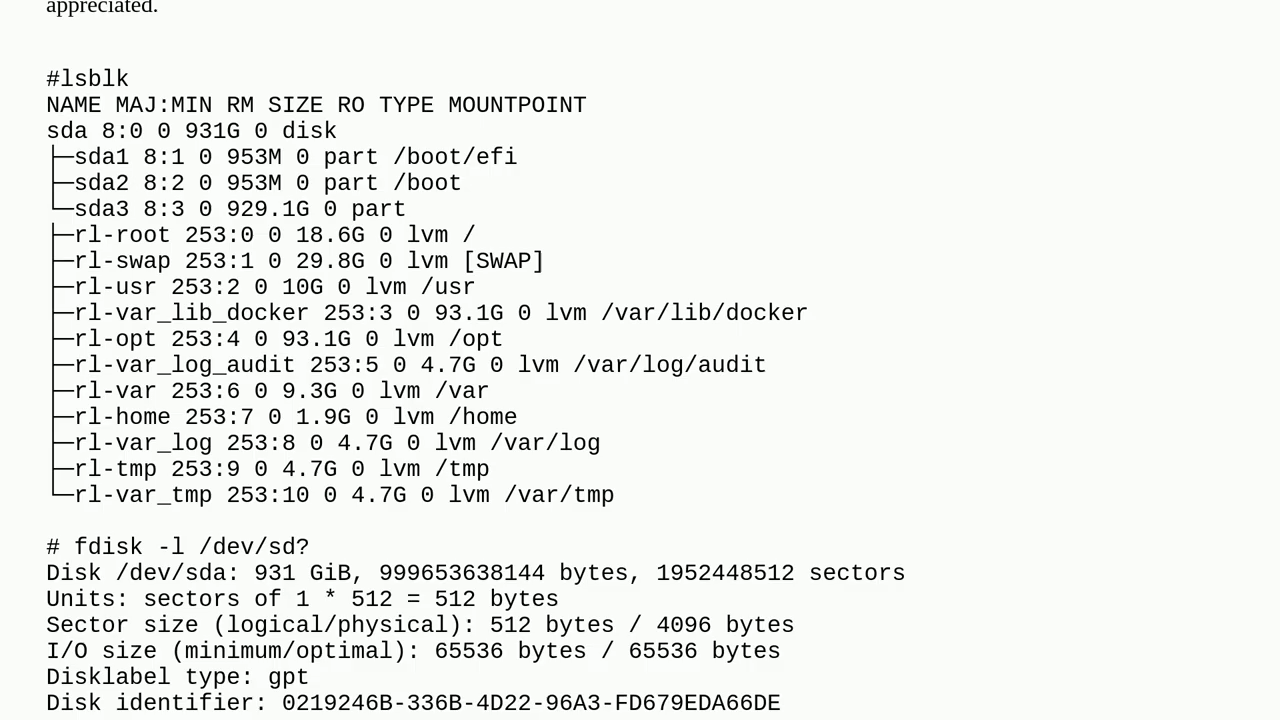 appreciated.
#lsblk
NAME MAJ:MIN RM SIZE RO TYPE MOUNTPOINT
sda 8:0 0 931G 0 disk
├─sda1 8:1 0 953M 0 part /boot/efi
├─sda2 8:2 0 953M 0 part /boot
└─sda3 8:3 0 929.1G 0 part
├─rl-root 253:0 0 18.6G 0 lvm /
├─rl-swap 253:1 0 29.8G 0 lvm [SWAP]
├─rl-usr 253:2 0 10G 0 lvm /usr
├─rl-var_lib_docker 253:3 0 93.1G 0 lvm /var/lib/docker
├─rl-opt 253:4 0 93.1G 0 lvm /opt
├─rl-var_log_audit 253:5 0 4.7G 0 lvm /var/log/audit
├─rl-var 253:6 0 9.3G 0 lvm /var
├─rl-home 253:7 0 1.9G 0 lvm /home
├─rl-var_log 253:8 0 4.7G 0 lvm /var/log
├─rl-tmp 253:9 0 4.7G 0 lvm /tmp
└─rl-var_tmp 253:10 0 4.7G 0 lvm /var/tmp
# fdisk -l /dev/sd?
Disk /dev/sda: 931 GiB, 999653638144 bytes, 1952448512 sectors
Units: sectors of 1 * 512 = 512 bytes
Sector size (logical/physical): 512 bytes / 4096 bytes
I/O size (minimum/optimal): 65536 bytes / 65536 bytes
Disklabel type: gpt
Disk identifier: 0219246B-336B-4D22-96A3-FD679EDA66DE